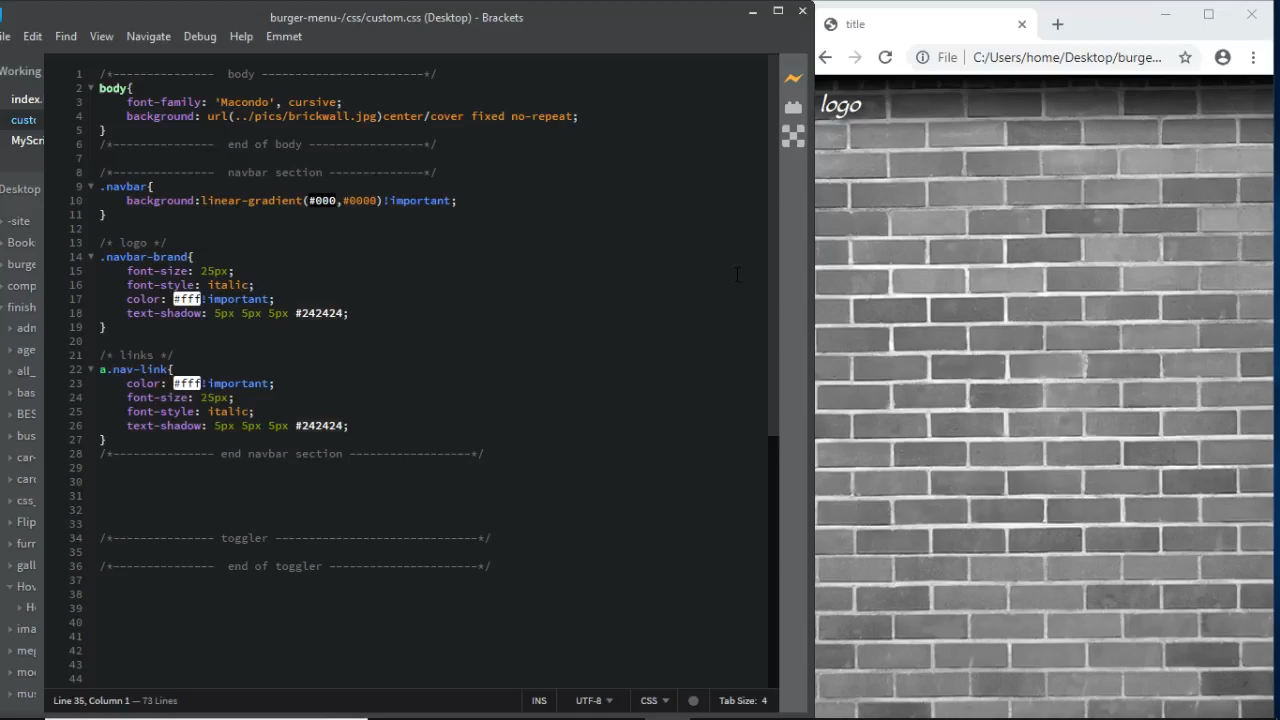 burger-menu-/css/custom.css (Desktop) - Brackets
ile Edit Find View Navigate Debug Help Emmet
Working
index.
custo
MyScri
Desktop
-site
Book
burge
comp
finish
adn
age
all_
bas
BES
bus
car-
card
css_
Flip
furr
gall
Hov
H
ima
me
mo
mus
1 /*--------------- body ------------------------*/
2 body{
3 font-family: 'Macondo', cursive;
4 background: url(../pics/brickwall.jpg)center/cover fixed no-repeat;
5 }
6 /*--------------- end of body --------------*/
7
8 /*--------------- navbar section --------------*/
9 .navbar{
10 background:linear-gradient(#000,#0000)!important;
11 }
12
13 /* logo */
14 .navbar-brand{
15 font-size: 25px;
16 font-style: italic;
17 color: #fff!important;
18 text-shadow: 5px 5px 5px #242424;
19 }
20
21 /* links */
22 a.nav-link{
23 color: #fff!important;
24 font-size: 25px;
25 font-style: italic;
26 text-shadow: 5px 5px 5px #242424;
27 }
28 /*--------------- end navbar section ------------------*/
29
30
31
32
33
34 /*--------------- toggler ------------------------------*/
35
36 /*--------------- end of toggler ----------------------*/
37
38
39
40
41
42
43
44
Line 35, Column 1 — 73 Lines
INS UTF-8 CSS Tab Size: 4
title
File C:/Users/home/Desktop/burge...
logo